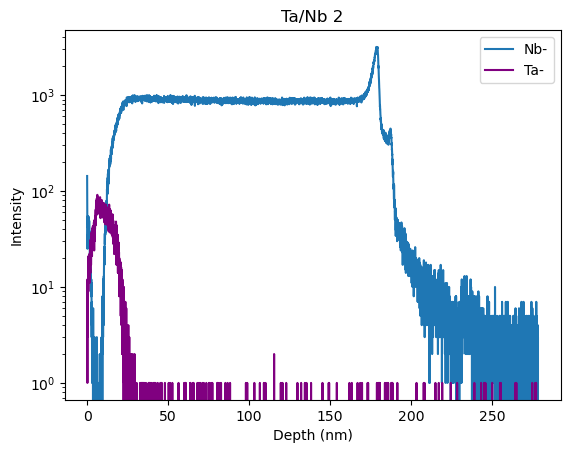 Ta/Nb 2
Nb-
Ta-
Intensity
10³
10²
10¹
10⁰
0 50 100 150 200 250
Depth (nm)